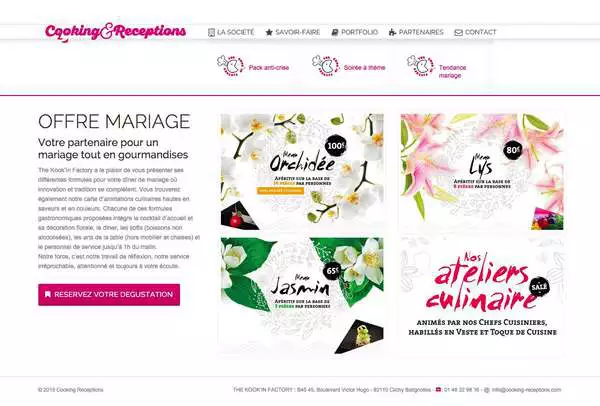 Cooking&Receptions
LA SOCIÉTÉ
SAVOIR-FAIRE
PORTFOLIO
PARTENAIRES
CONTACT
Pack anti-crise
Soirée à thème
Tendance
mariage
OFFRE MARIAGE
Votre partenaire pour un
mariage tout en gourmandises
The Kook'in Factory a le plaisir de vous présenter ses
différentes formules pour votre dîner de mariage où
innovation et tradition se complètent. Vous trouverez
également notre carte d'animations culinaires hautes en
saveurs et en couleurs. Chacune de ces formules
gastronomiques proposées intègre le cocktail d'accueil et
sa décoration florale, le dîner, les softs (boissons non
alcoolisées), les arts de la table (hors mobilier et chaises) et
le personnel de service jusqu'à 1h du matin.
Notre force, c'est notre travail de réflexion, notre service
irréprochable, attentionné et toujours à votre écoute.
RESERVEZ VOTRE DEGUSTATION
100€
Menu
Orchidée
Apéritif sur la base
de 14 pièces par personnes
80€
Menu
Lys
Apéritif sur la base de
8 pièces par personnes
65€
Menu
Jasmin
Apéritif sur la base de
5 pièces par personnes
Nos
ateliers
culinaire
SALÉ
animés par nos Chefs Cuisiniers,
habillés en Veste et Toque de Cuisine
© 2015 Cooking Receptions
THE KOOK'IN FACTORY : Bât 45, Boulevard Victor Hugo - 92110 Clichy Batignolles - : 01 46 32 98 16 - @: info@cooking-receptions.com